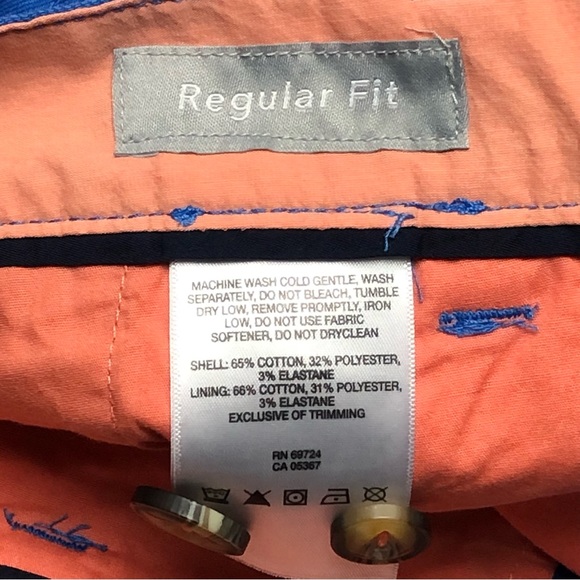 Regular Fit
MACHINE WASH COLD GENTLE, WASH
SEPARATELY, DO NOT BLEACH, TUMBLE
DRY LOW, REMOVE PROMPTLY, IRON
LOW, DO NOT USE FABRIC
SOFTENER, DO NOT DRYCLEAN
SHELL: 65% COTTON, 32% POLYESTER,
3% ELASTANE
LINING: 66% COTTON, 31% POLYESTER,
3% ELASTANE
EXCLUSIVE OF TRIMMING
RN 69724
CA 05367